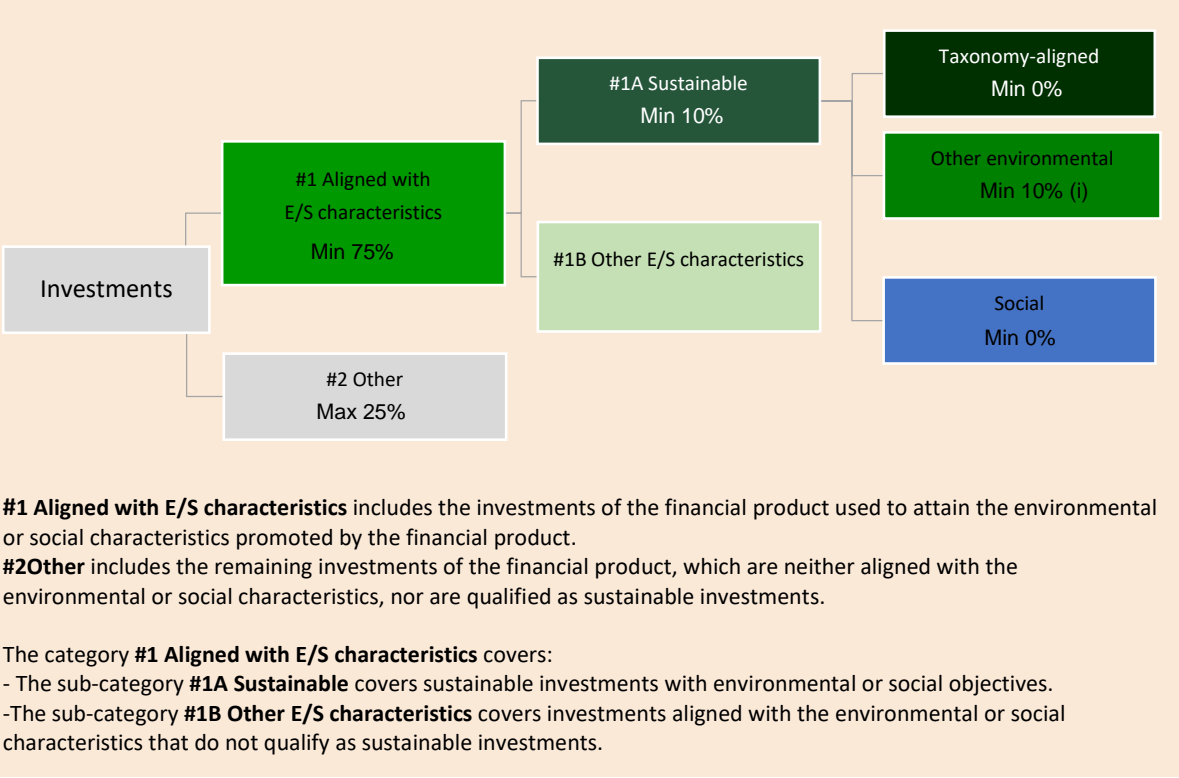 Investments
#1 Aligned with
E/S characteristics
Min 75%
#2 Other
Max 25%
#1A Sustainable
Min 10%
#1B Other E/S characteristics
Taxonomy-aligned
Min 0%
Other environmental
Min 10% (i)
Social
Min 0%
#1 Aligned with E/S characteristics includes the investments of the financial product used to attain the environmental
or social characteristics promoted by the financial product.
#2Other includes the remaining investments of the financial product, which are neither aligned with the
environmental or social characteristics, nor are qualified as sustainable investments.
The category #1 Aligned with E/S characteristics covers:
- The sub-category #1A Sustainable covers sustainable investments with environmental or social objectives.
-The sub-category #1B Other E/S characteristics covers investments aligned with the environmental or social
characteristics that do not qualify as sustainable investments.